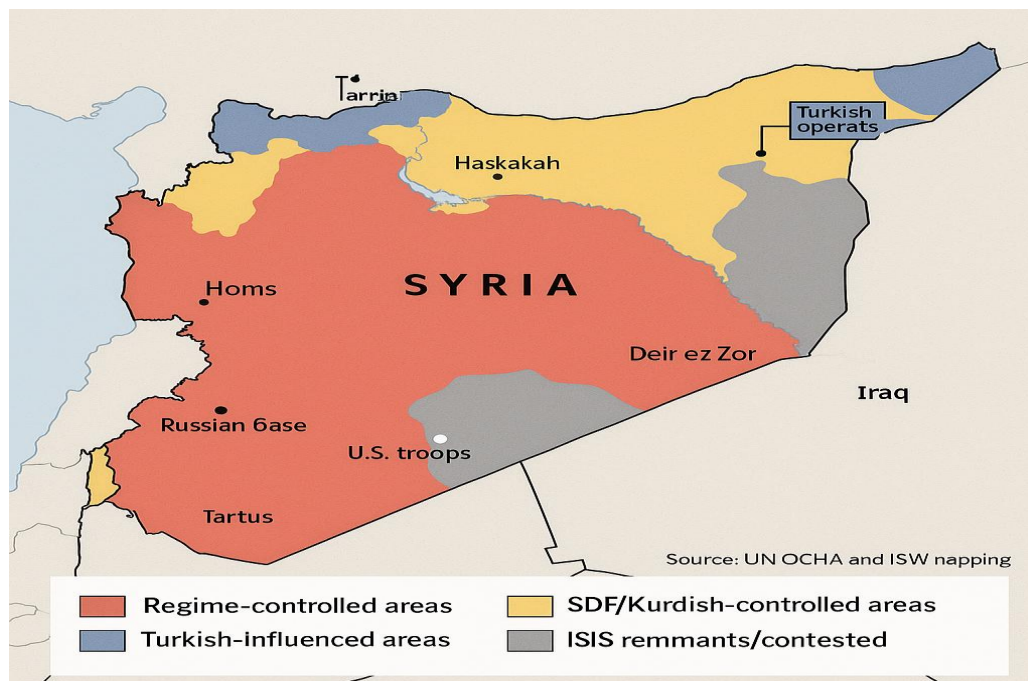 Tarrin
Turkish
operats
Haskakah
SYRIA
Homs
Deir ez Zor
Iraq
Russian 6ase
U.S. troops
Tartus
Source: UN OCHA and ISW napping
Regime-controlled areas
SDF/Kurdish-controlled areas
Turkish-influenced areas
ISIS remmants/contested